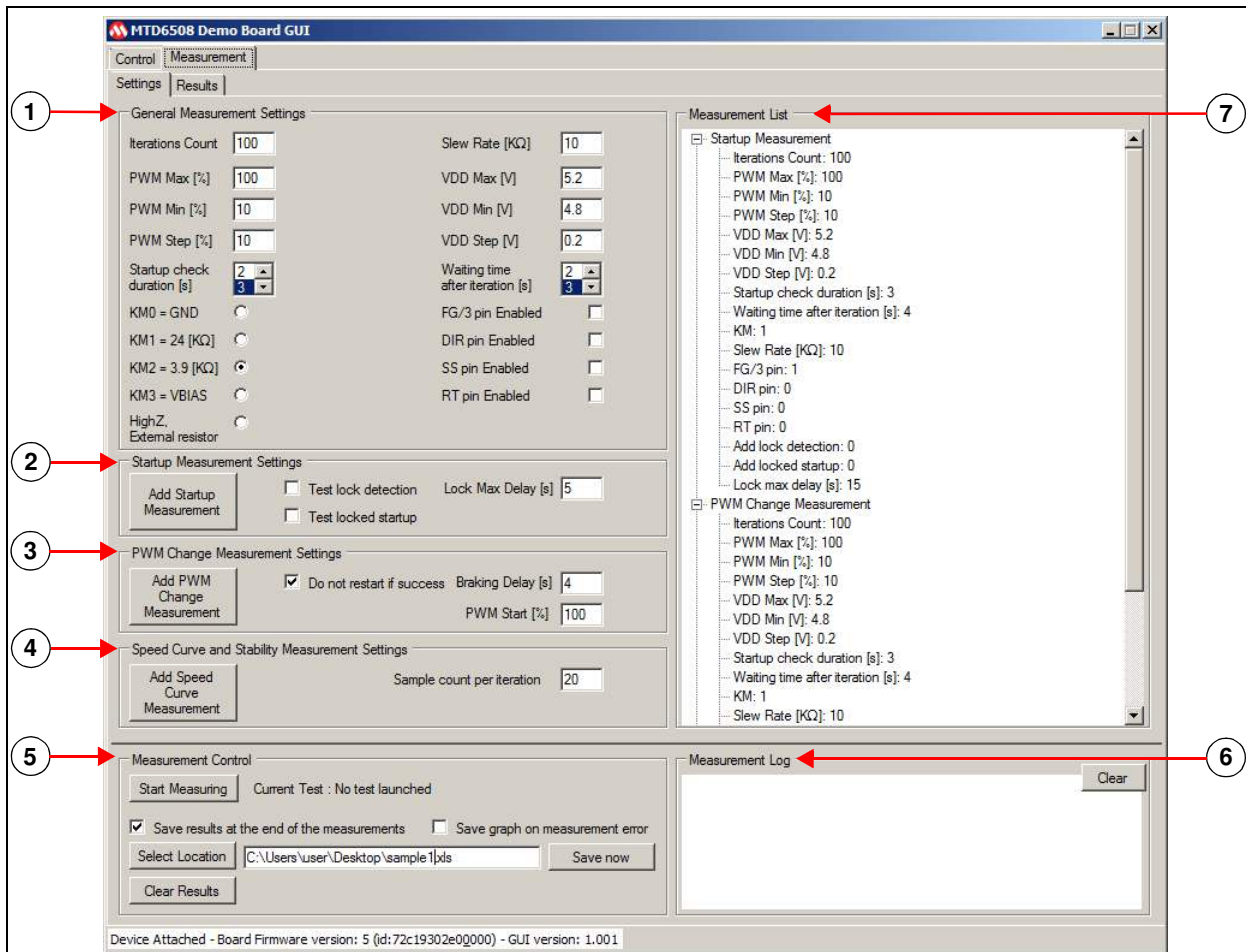 MTD6508 Demo Board GUI
Control Measurement
Settings Results
1
General Measurement Settings
Iterations Count 100 Slew Rate [KΩ] 10
PWM Max [%] 100 VDD Max [V] 5.2
PWM Min [%] 10 VDD Min [V] 4.8
PWM Step [%] 10 VDD Step [V] 0.2
Startup check
duration [s]
2
3
Waiting time
after iteration [s]
2
3
KM0 = GND FG/3 pin Enabled
KM1 = 24 [KΩ] DIR pin Enabled
KM2 = 3.9 [KΩ] SS pin Enabled
KM3 = VBIAS RT pin Enabled
HighZ,
External resistor
2
Startup Measurement Settings
Add Startup
Measurement
Test lock detection Lock Max Delay [s] 5
Test locked startup
3
PWM Change Measurement Settings
Add PWM
Change
Measurement
Do not restart if success Braking Delay [s] 4
PWM Start [%] 100
4
Speed Curve and Stability Measurement Settings
Add Speed
Curve
Measurement
Sample count per iteration 20
7
Measurement List
Startup Measurement
Iterations Count: 100
PWM Max [%]: 100
PWM Min [%]: 10
PWM Step [%]: 10
VDD Max [V]: 5.2
VDD Min [V]: 4.8
VDD Step [V]: 0.2
Startup check duration [s]: 3
Waiting time after iteration [s]: 4
KM: 1
Slew Rate [KΩ]: 10
FG/3 pin: 1
DIR pin: 0
SS pin: 0
RT pin: 0
Add lock detection: 0
Add locked startup: 0
Lock max delay [s]: 15
PWM Change Measurement
Iterations Count: 100
PWM Max [%]: 100
PWM Min [%]: 10
PWM Step [%]: 10
VDD Max [V]: 5.2
VDD Min [V]: 4.8
VDD Step [V]: 0.2
Startup check duration [s]: 3
Waiting time after iteration [s]: 4
KM: 1
Slew Rate [KΩ]: 10
5
Measurement Control
Start Measuring Current Test : No test launched
Save results at the end of the measurements Save graph on measurement error
Select Location C:\Users\user\Desktop\sample1.xls Save now
Clear Results
6
Measurement Log
Clear
Device Attached - Board Firmware version: 5 (id:72c19302e00000) - GUI version: 1.001